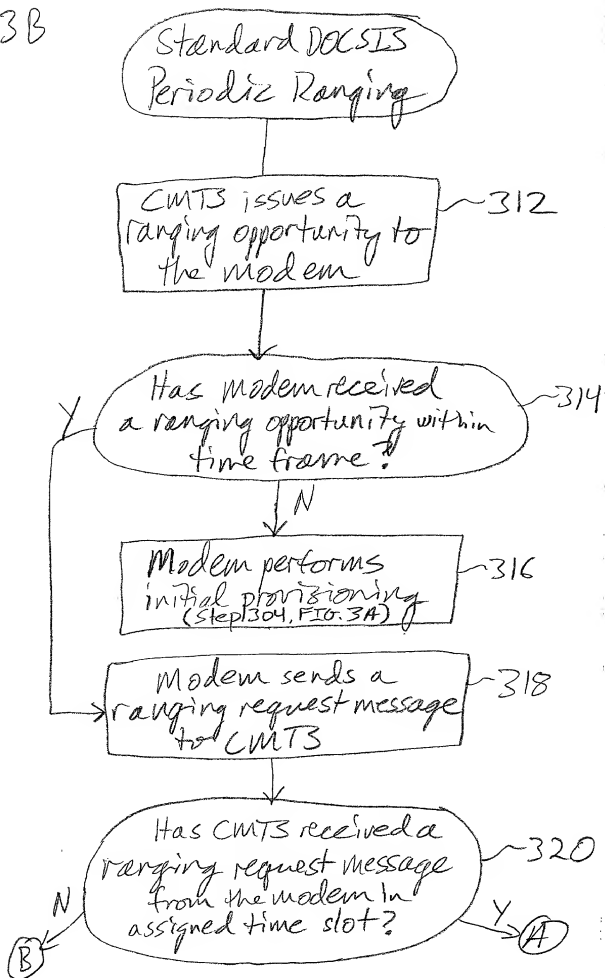 3B
Standard DOCSIS
Periodic Ranging
CMTS issues a
ranging opportunity to
the modem
312
Has modem received
a ranging opportunity within
time frame?
314
Y
N
Modem performs
initial provisioning
(Step 304, FIG. 3A)
316
Modem sends a
ranging request message
to CMTS
318
Has CMTS received a
ranging request message
from the modem in
assigned time slot?
320
N
Y
B
A